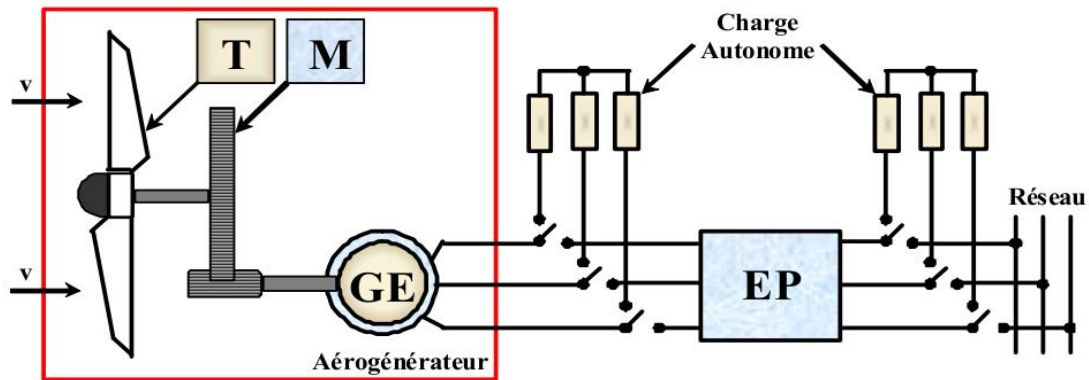 T
M
Charge
Autonome
v
v
GE
EP
Réseau
Aérogénérateur